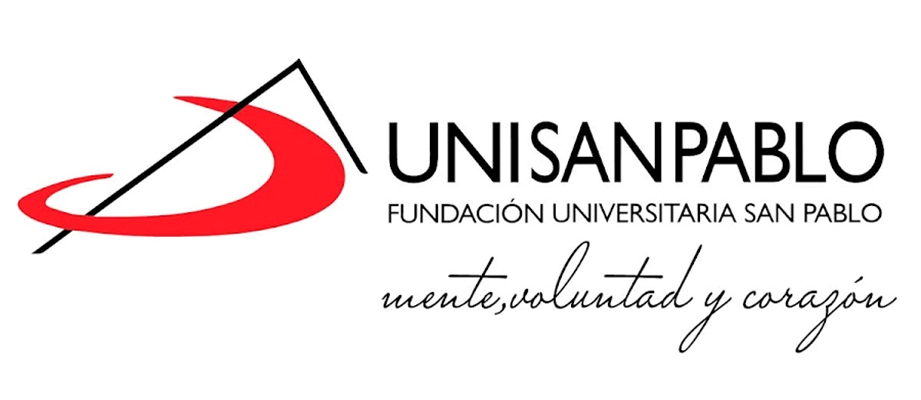 UNISANPABLO
FUNDACIÓN UNIVERSITARIA SAN PABLO
mente, voluntad y corazón